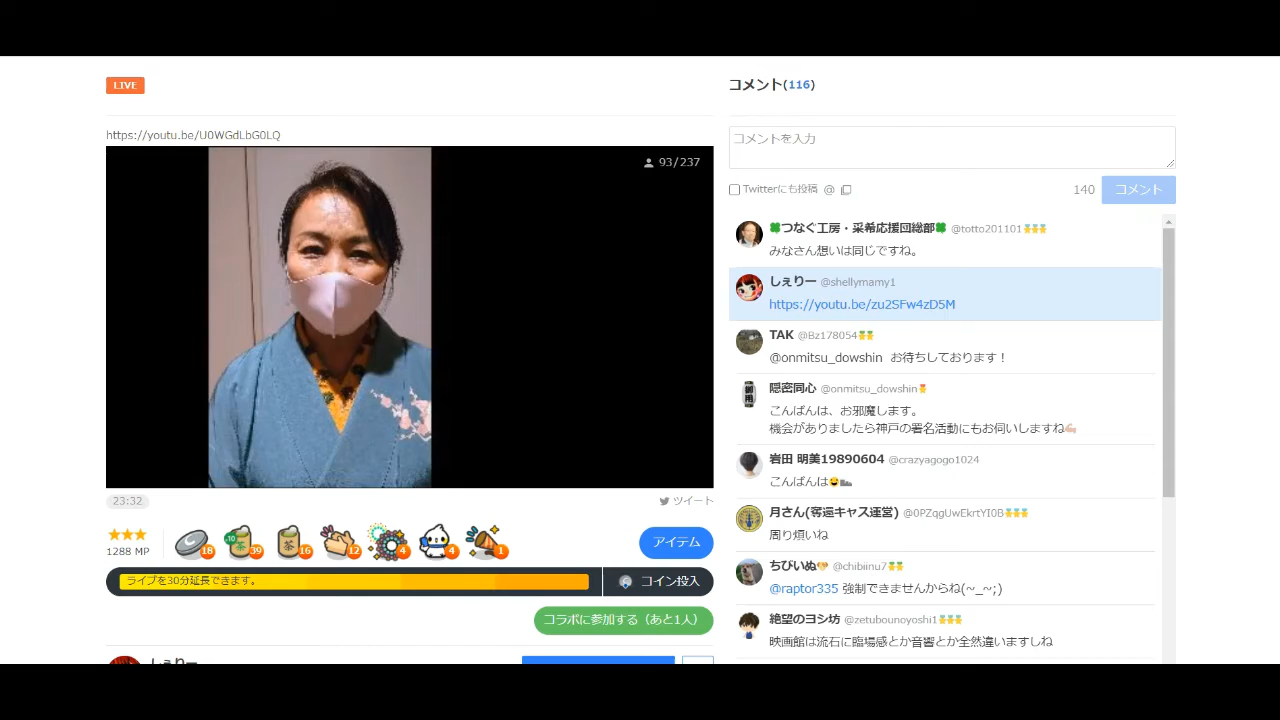 LIVE
https://youtu.be/U0WGdLbG0LQ
93/237
23:32
ツイート
1288 MP
18
×10
茶
39
茶
16
12
4
4
1
アイテム
ライブを30分延長できます。
コイン投入
コラボに参加する（あと1人）
しぇりー
コメント(116)
コメントを入力
Twitterにも投稿 @
140
コメント
🍀つなぐ工房・采希応援回総部🍀 @totto201101
みなさん想いは同じですね。
しぇりー @shellymamy1
https://youtu.be/zu2SFw4zD5M
TAK @Bz178054
@onmitsu_dowshin お待ちしております！
御用
隠密同心 @onmitsu_dowshin
こんばんは、お邪魔します。
機会がありましたら神戸の署名活動にもお伺いしますね💪🏻
岩田 明美19890604 @crazyagogo1024
こんばんは
月さん(奪還キャス運営) @0PZqgUwEkrtYI0B
周り煩いね
ちびいぬ @chibiinu7
@raptor335 強制できませんからね(~_~;)
絶望のヨシ坊 @zetubounoyoshi1
映画館は流石に臨場感とか音響とか全然違いますしね